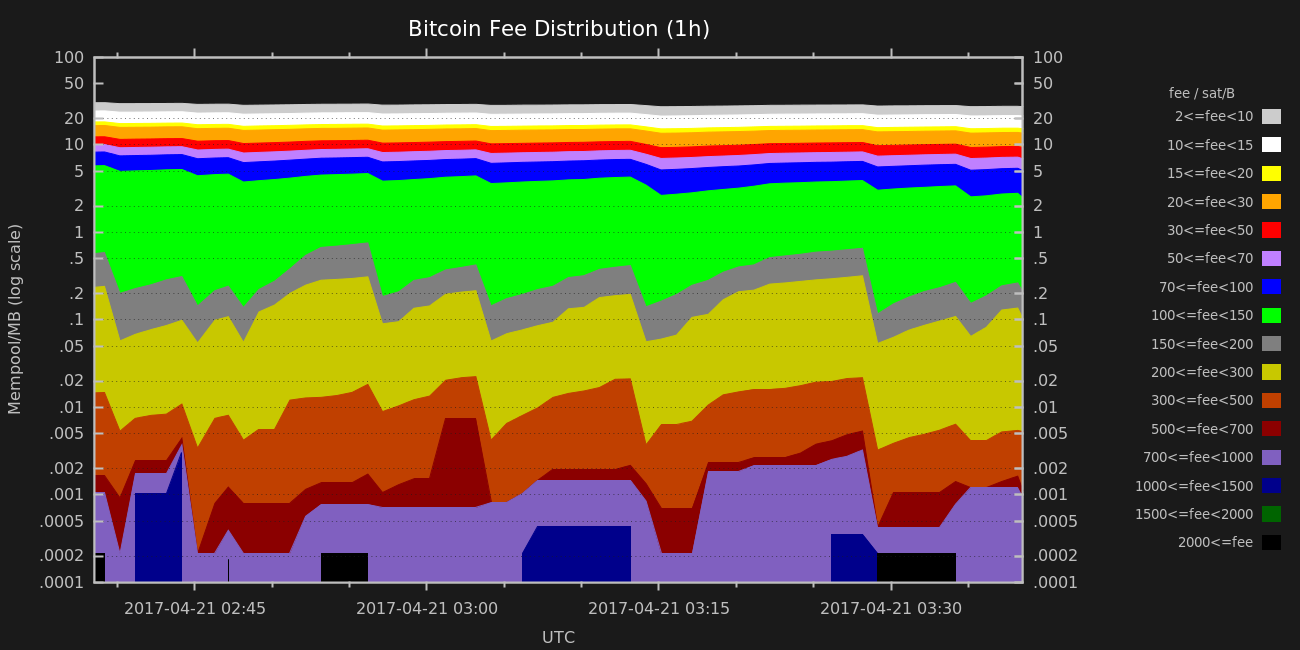 Bitcoin Fee Distribution (1h)
100 100
50 50
20 20
10 10
5 5
2 2
1 1
.5 .5
.2 .2
.1 .1
.05 .05
.02 .02
.01 .01
.005 .005
.002 .002
.001 .001
.0005 .0005
.0002 .0002
.0001 .0001
Mempool/MB (log scale)
2017-04-21 02:45 2017-04-21 03:00 2017-04-21 03:15 2017-04-21 03:30
UTC
fee / sat/B
2<=fee<10
10<=fee<15
15<=fee<20
20<=fee<30
30<=fee<50
50<=fee<70
70<=fee<100
100<=fee<150
150<=fee<200
200<=fee<300
300<=fee<500
500<=fee<700
700<=fee<1000
1000<=fee<1500
1500<=fee<2000
2000<=fee